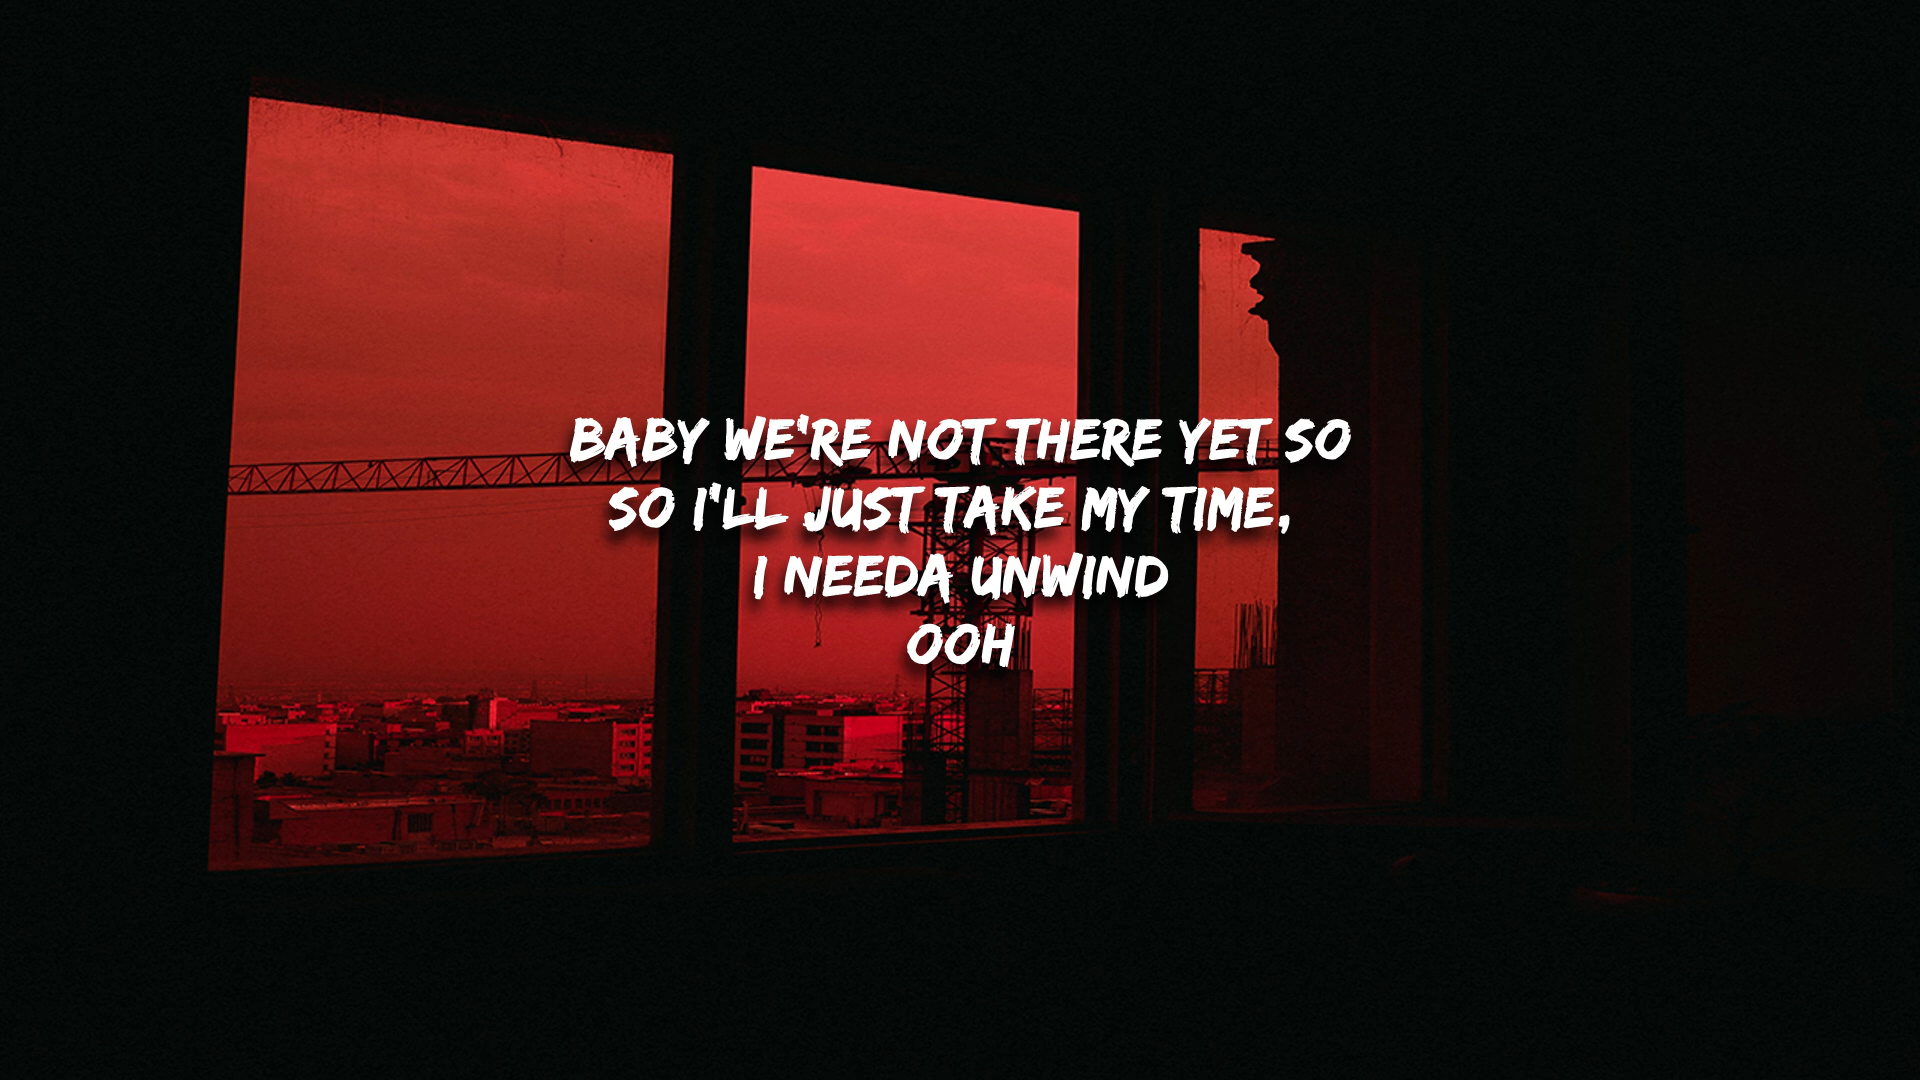 BABY WE'RE NOT THERE YET SO
SO I'LL JUST TAKE MY TIME,
I NEEDA UNWIND
OOH